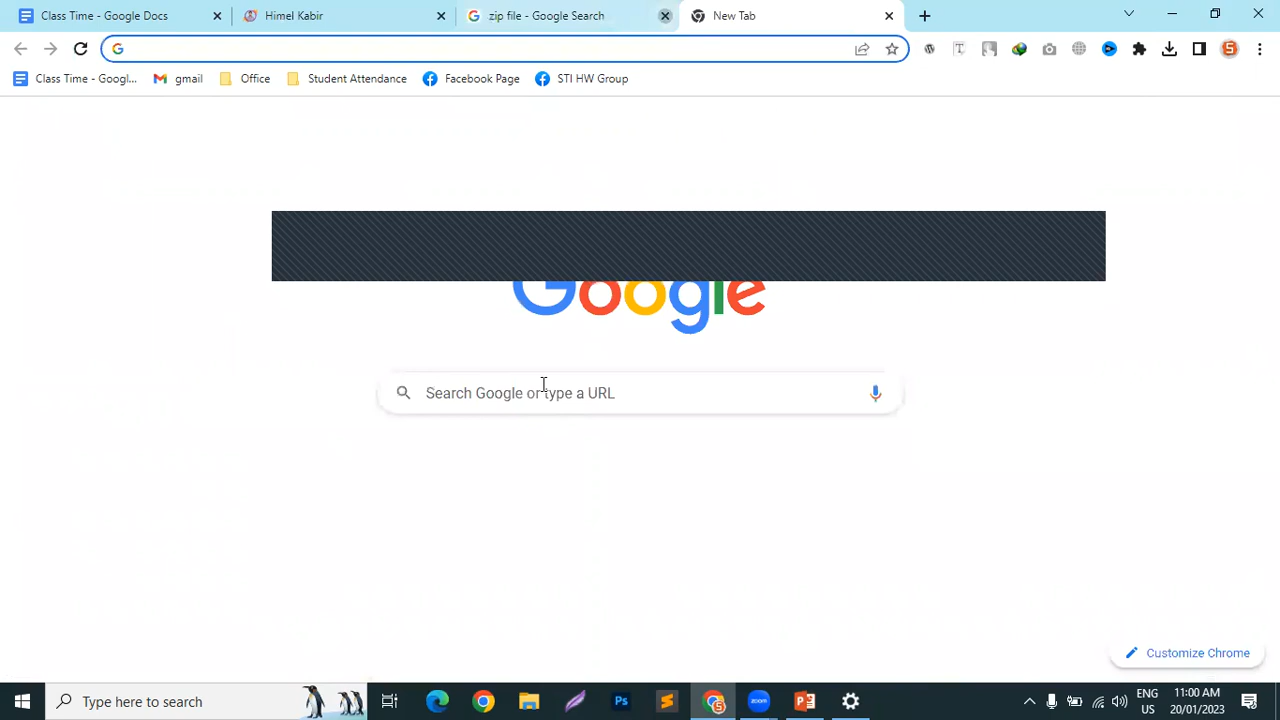 Class Time - Google Docs
Himel Kabir
zip file - Google Search
New Tab
Class Time - Googl...
gmail
Office
Student Attendance
Facebook Page
STI HW Group
Google
Search Google or type a URL
Customize Chrome
Type here to search
Ps
zoom
ENG
US
11:00 AM
20/01/2023